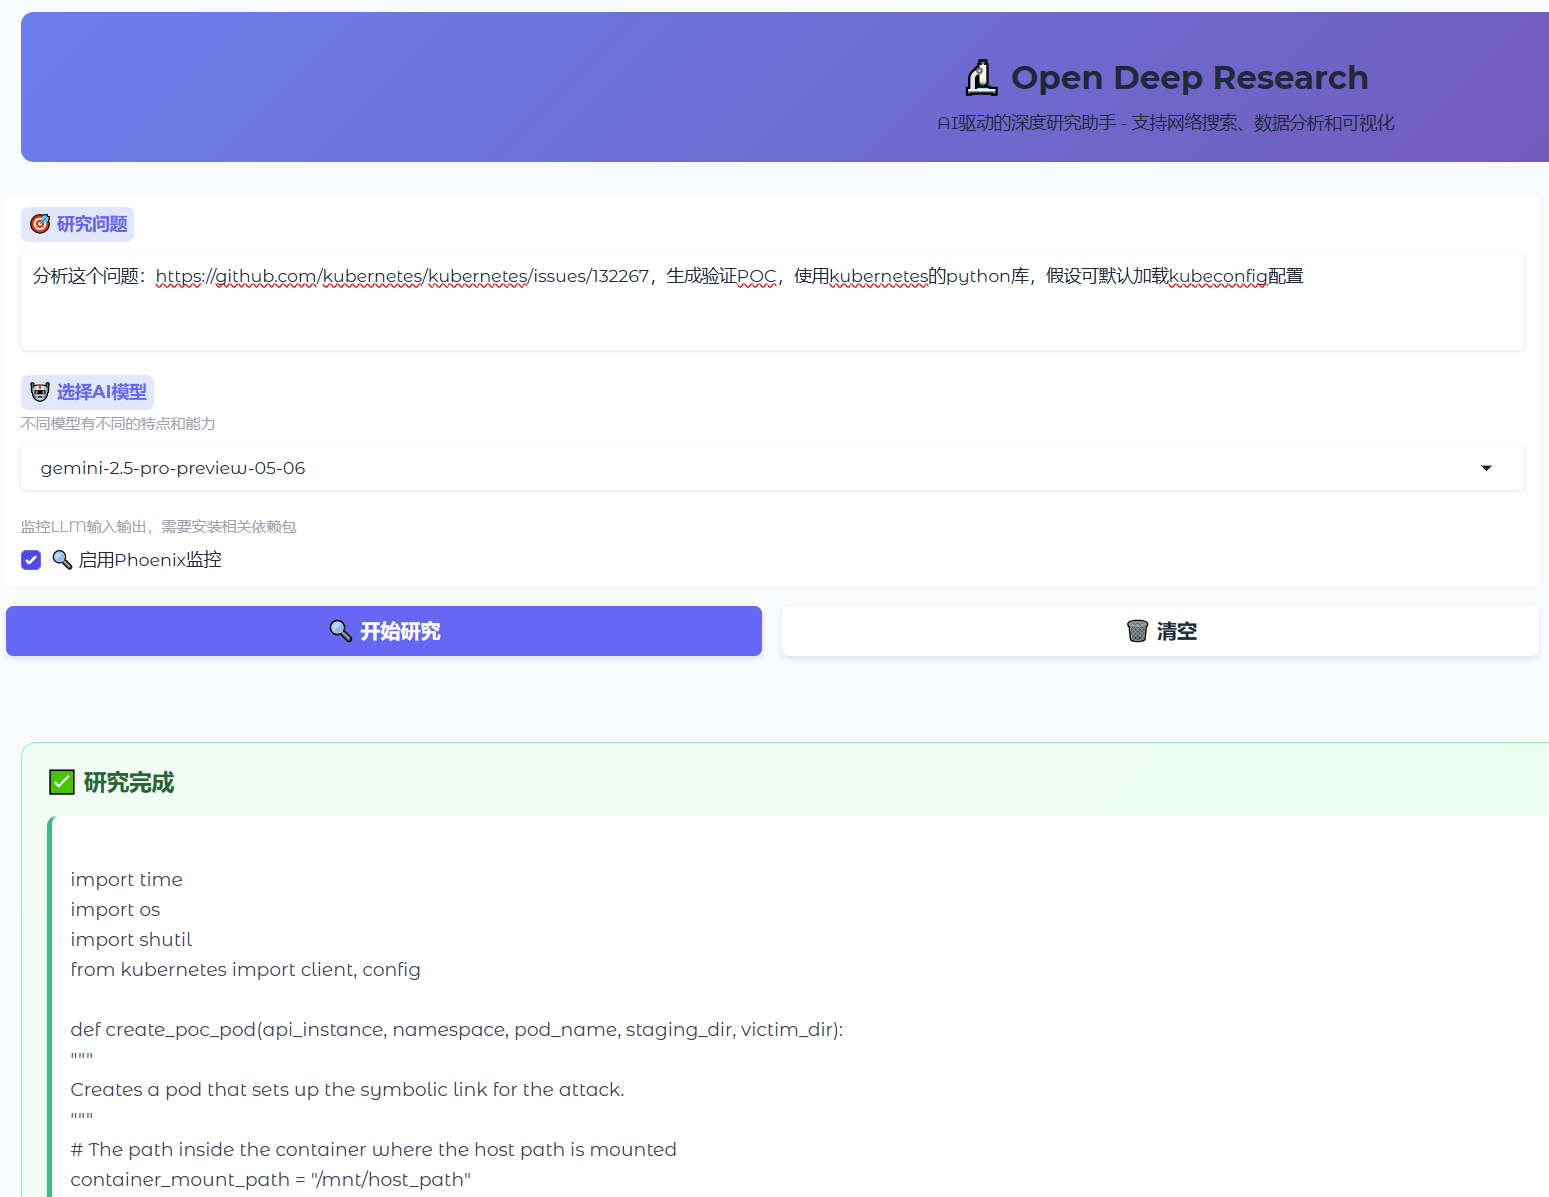 Open Deep Research
AI驱动的深度研究助手 - 支持网络搜索、数据分析和可视化
研究问题
分析这个问题：https://github.com/kubernetes/kubernetes/issues/132267，生成验证POC，使用kubernetes的python库，假设可默认加载kubeconfig配置
选择AI模型
不同模型有不同的特点和能力
gemini-2.5-pro-preview-05-06
监控LLM输入输出，需要安装相关依赖包
启用Phoenix监控
开始研究
清空
研究完成
import time
import os
import shutil
from kubernetes import client, config
def create_poc_pod(api_instance, namespace, pod_name, staging_dir, victim_dir):
"""
Creates a pod that sets up the symbolic link for the attack.
"""
# The path inside the container where the host path is mounted
container_mount_path = "/mnt/host_path"